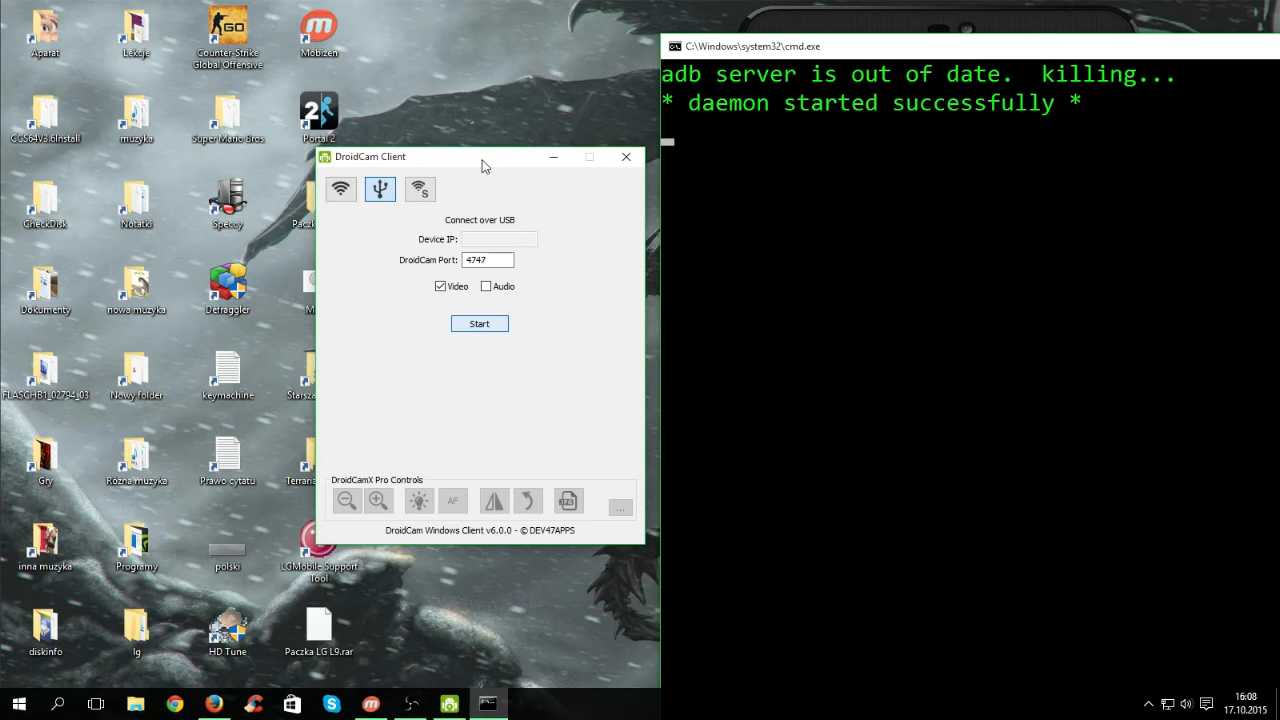 Aparat
Lekcje
Counter-Strike
Global Offensive
Mobizen
CCS64V3.6Install
muzyka
Super Mario Bros
Portal 2
CheckDisk
Notatki
Speccy
Dokumenty
nowa muzyka
Defraggler
FLASGHB1_02794_03
Nowy folder
keymachine
Gry
Różna muzyka
Prawo cytatu
inna muzyka
Programy
polski
LGMobile Support
Tool
diskinfo
lg
HD Tune
Paczka LG L9.rar
DroidCam Client
Connect over USB
Device IP:
DroidCam Port: 4747
Video Audio
Start
DroidCamX Pro Controls
AF
JPG
...
DroidCam Windows Client v6.0.0 - © DEV47APPS
C:\Windows\system32\cmd.exe
adb server is out of date. killing...
* daemon started successfully *
16:08
17.10.2015